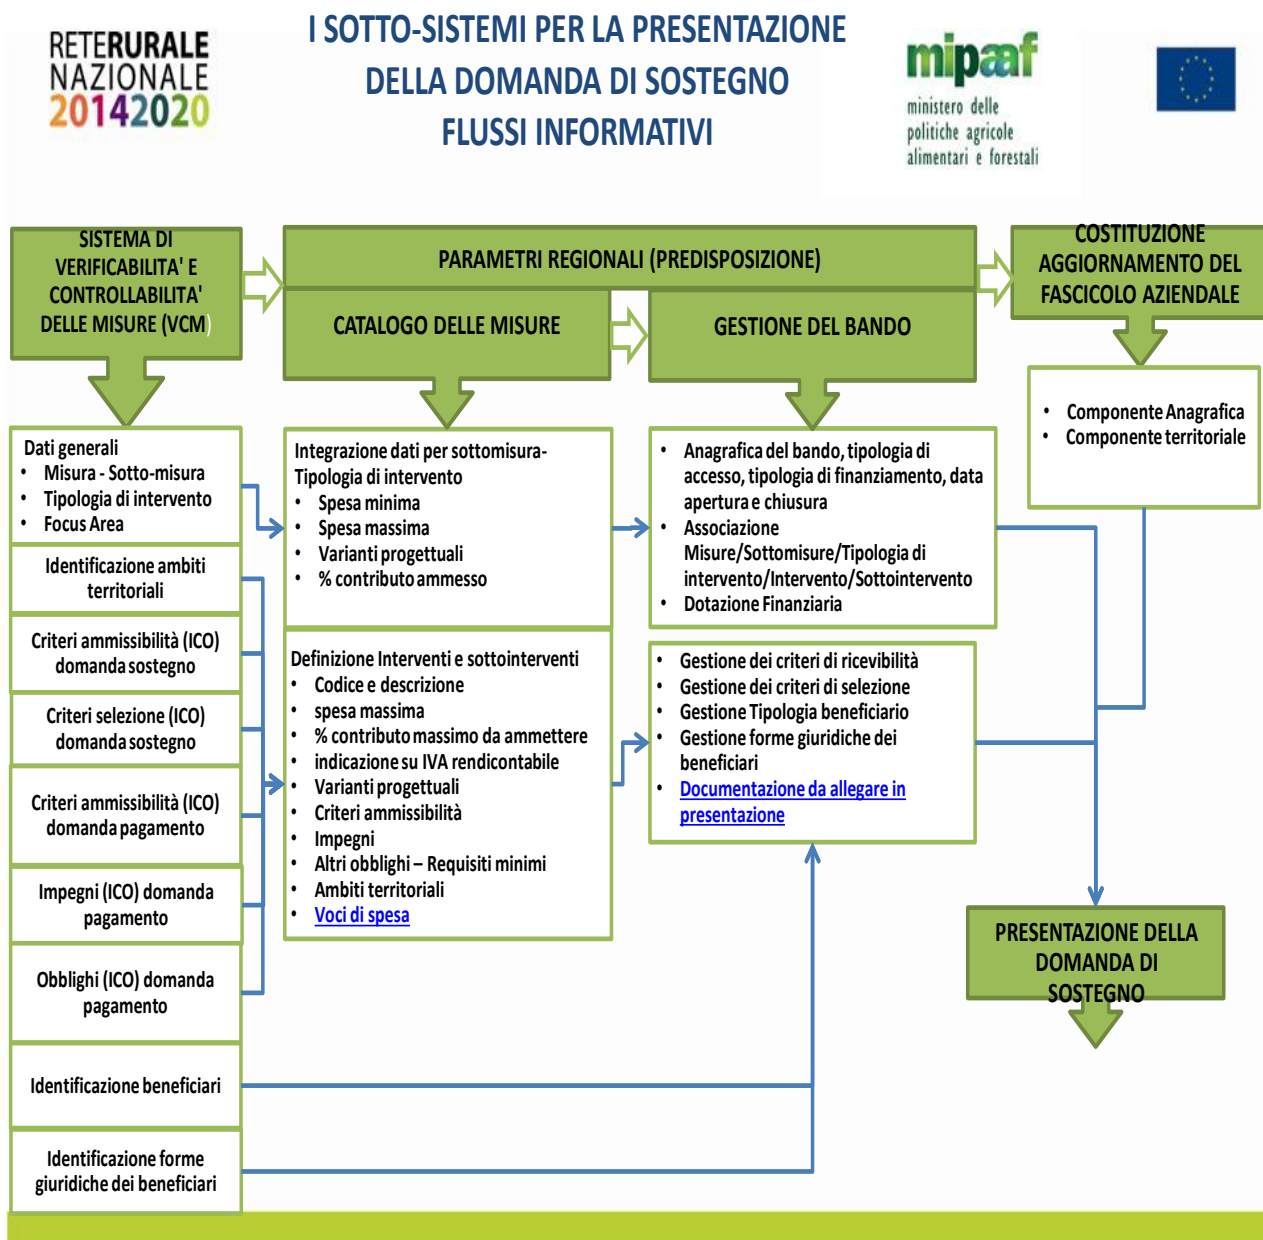 RETERURALE
NAZIONALE
20142020
I SOTTO-SISTEMI PER LA PRESENTAZIONE
DELLA DOMANDA DI SOSTEGNO
FLUSSI INFORMATIVI
mipaaf
ministero delle
politiche agricole
alimentari e forestali
SISTEMA DI
VERIFICABILITA' E
CONTROLLABILITA'
DELLE MISURE (VCM)
PARAMETRI REGIONALI (PREDISPOSIZIONE)
CATALOGO DELLE MISURE
GESTIONE DEL BANDO
COSTITUZIONE
AGGIORNAMENTO DEL
FASCICOLO AZIENDALE
Dati generali
• Misura - Sotto-misura
• Tipologia di intervento
• Focus Area
Identificazione ambiti
territoriali
Criteri ammissibilità (ICO)
domanda sostegno
Criteri selezione (ICO)
domanda sostegno
Criteri ammissibilità (ICO)
domanda pagamento
Impegni (ICO) domanda
pagamento
Obblighi (ICO) domanda
pagamento
Identificazione beneficiari
Identificazione forme
giuridiche dei beneficiari
Integrazione dati per sottomisura-
Tipologia di intervento
• Spesa minima
• Spesa massima
• Varianti progettuali
• % contributo ammesso
Definizione Interventi e sottointerventi
• Codice e descrizione
• spesa massima
• % contributo massimo da ammettere
• indicazione su IVA rendicontabile
• Varianti progettuali
• Criteri ammissibilità
• Impegni
• Altri obblighi – Requisiti minimi
• Ambiti territoriali
• Voci di spesa
• Anagrafica del bando, tipologia di
accesso, tipologia di finanziamento, data
apertura e chiusura
• Associazione
Misure/Sottomisure/Tipologia di
intervento/Intervento/Sottointervento
• Dotazione Finanziaria
• Gestione dei criteri di ricevibilità
• Gestione dei criteri di selezione
• Gestione Tipologia beneficiario
• Gestione forme giuridiche dei
beneficiari
• Documentazione da allegare in
presentazione
• Componente Anagrafica
• Componente territoriale
PRESENTAZIONE DELLA
DOMANDA DI
SOSTEGNO